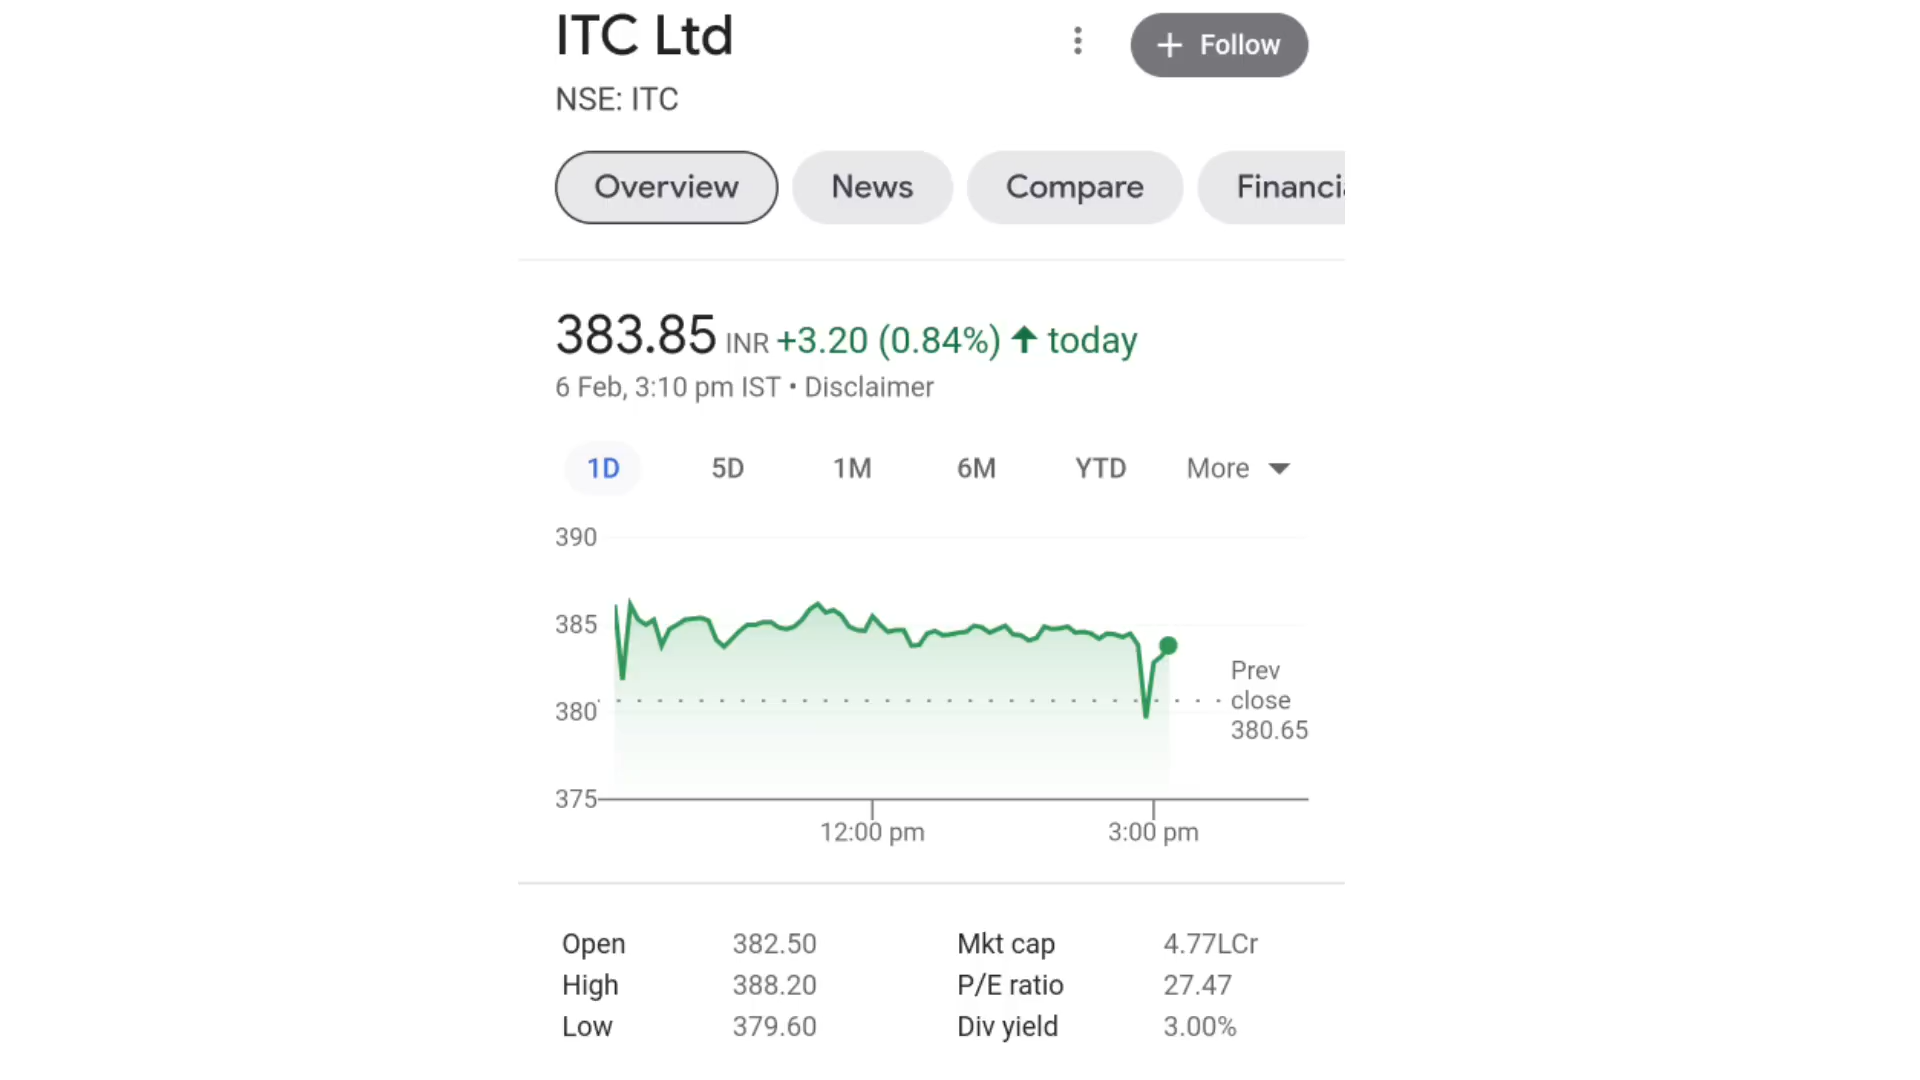 ITC Ltd
+ Follow
NSE: ITC
Overview News Compare Financi
383.85 INR +3.20 (0.84%) ↑ today
6 Feb, 3:10 pm IST • Disclaimer
1D 5D 1M 6M YTD More
390
385
380
375
Prev
close
380.65
12:00 pm 3:00 pm
Open 382.50 Mkt cap 4.77LCr
High 388.20 P/E ratio 27.47
Low 379.60 Div yield 3.00%